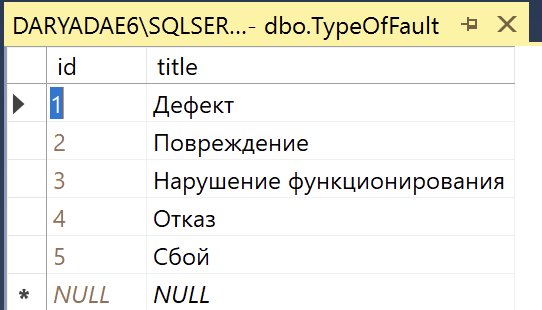 DARYADAE6\SQLSER...- dbo.TypeOfFault
id title
1 Дефект
2 Повреждение
3 Нарушение функционирования
4 Отказ
5 Сбой
* NULL NULL